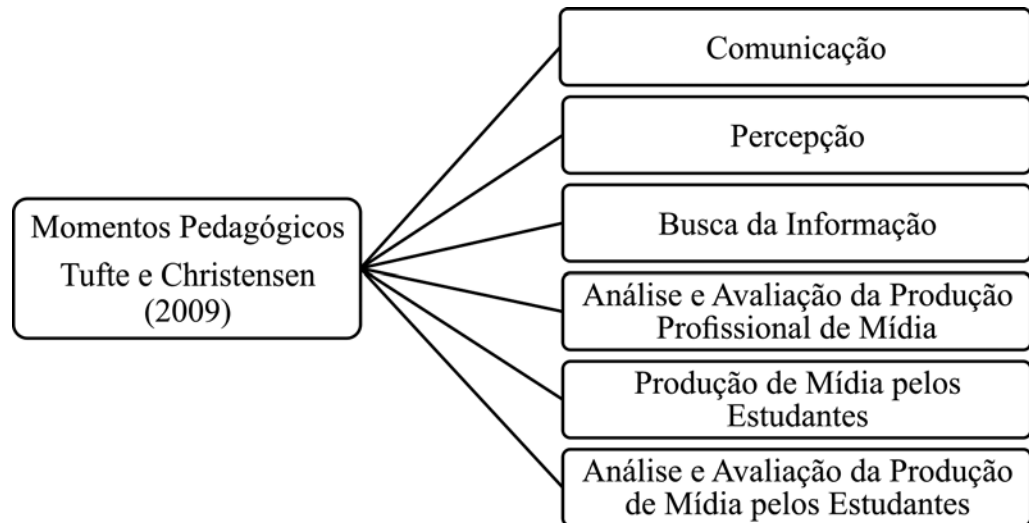 Momentos Pedagógicos
Tufte e Christensen
(2009)
Comunicação
Percepção
Busca da Informação
Análise e Avaliação da Produção
Profissional de Mídia
Produção de Mídia pelos
Estudantes
Análise e Avaliação da Produção
de Mídia pelos Estudantes